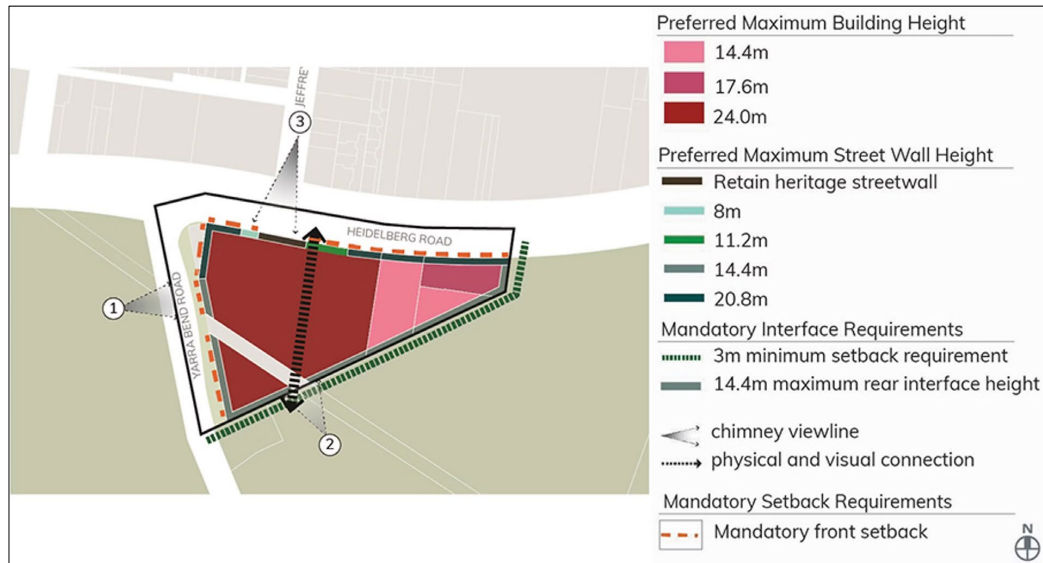 JEFFREY
3
HEIDELBERG ROAD
1
YARRA BEND ROAD
2
Preferred Maximum Building Height
14.4m
17.6m
24.0m
Preferred Maximum Street Wall Height
Retain heritage streetwall
8m
11.2m
14.4m
20.8m
Mandatory Interface Requirements
3m minimum setback requirement
14.4m maximum rear interface height
chimney viewline
physical and visual connection
Mandatory Setback Requirements
Mandatory front setback
N